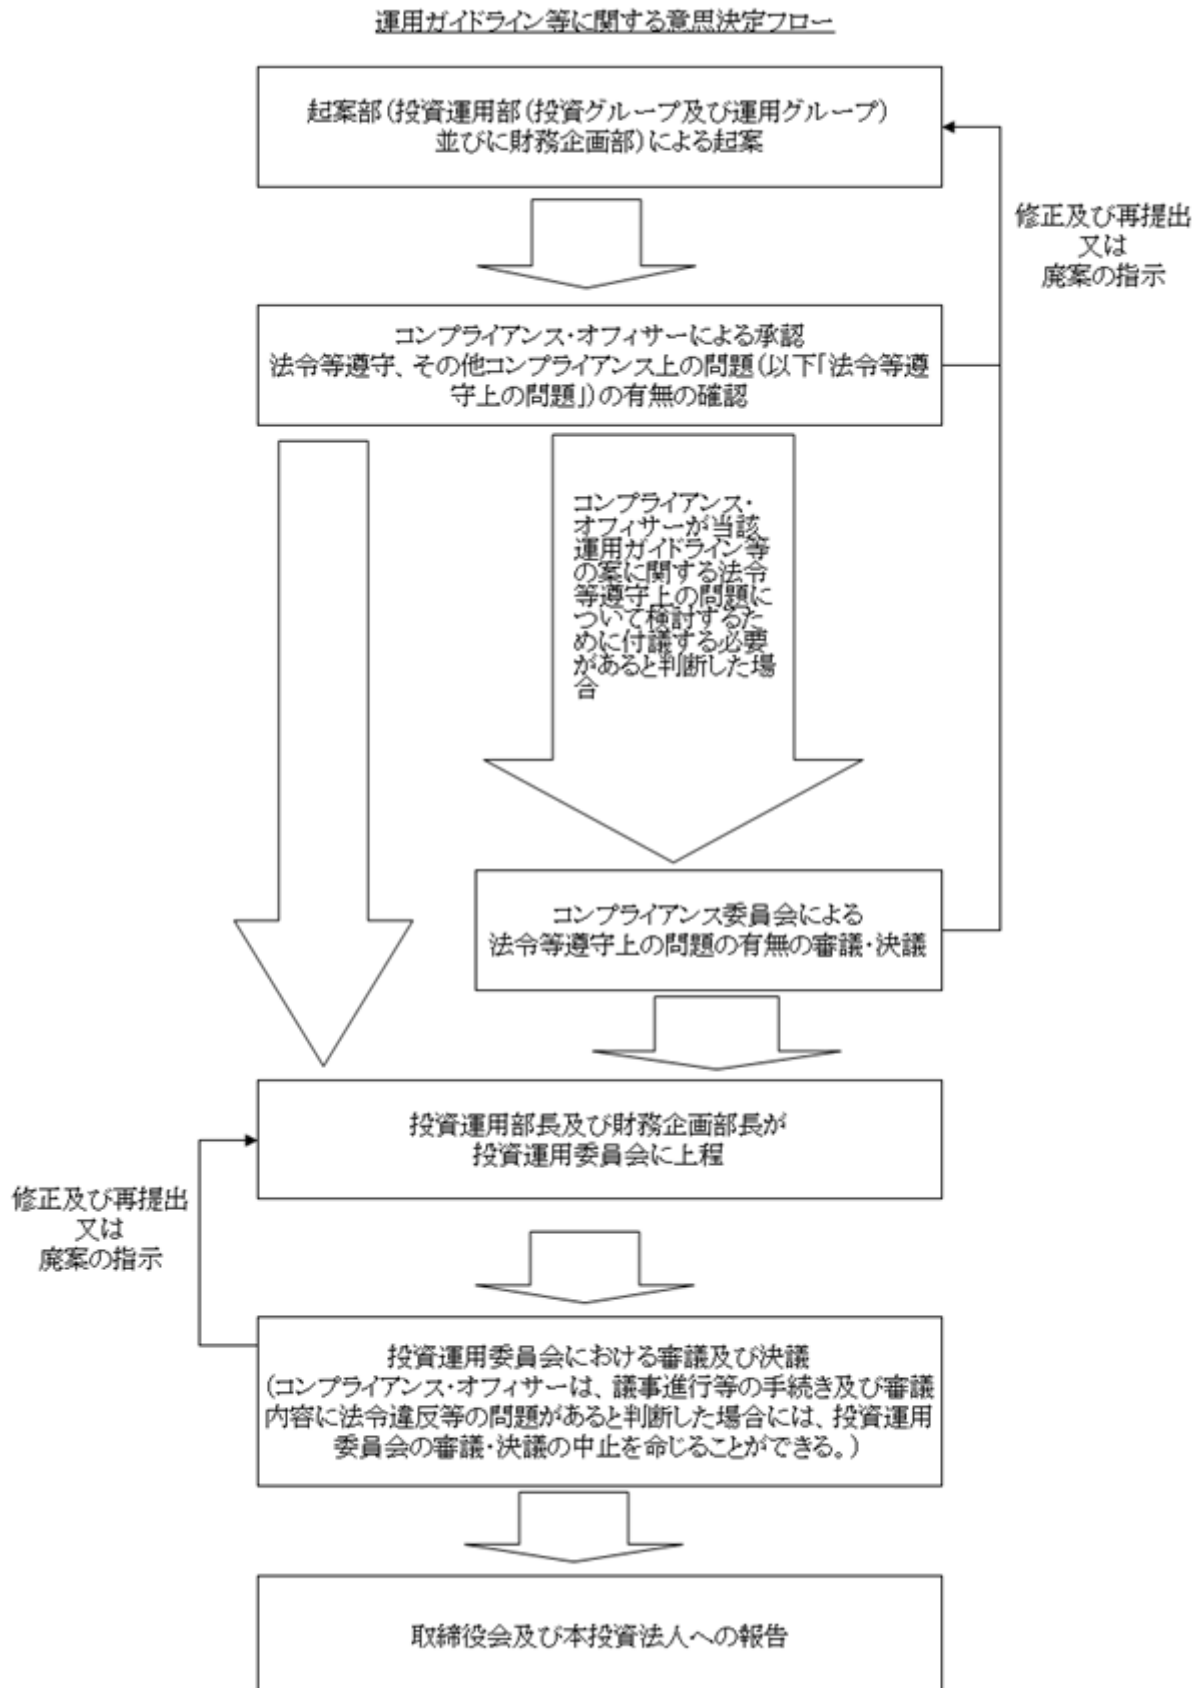 運用ガイドライン等に関する意思決定フロー
起案部(投資運用部(投資グループ及び運用グループ)
並びに財務企画部)による起案
修正及び再提出
又は
廃案の指示
コンプライアンス・オフィサーによる承認
法令等遵守、その他コンプライアンス上の問題(以下「法令等遵
守上の問題」)の有無の確認
コンプライアンス・
オフィサーが当該
運用ガイドライン等
の案に関する法令
等遵守上の問題に
ついて検討するた
めに付議する必要
があると判断した場
合
コンプライアンス委員会による
法令等遵守上の問題の有無の審議・決議
投資運用部長及び財務企画部長が
投資運用委員会に上程
修正及び再提出
又は
廃案の指示
投資運用委員会における審議及び決議
(コンプライアンス・オフィサーは、議事進行等の手続き及び審議
内容に法令違反等の問題があると判断した場合には、投資運用
委員会の審議・決議の中止を命じることができる。)
取締役会及び本投資法人への報告